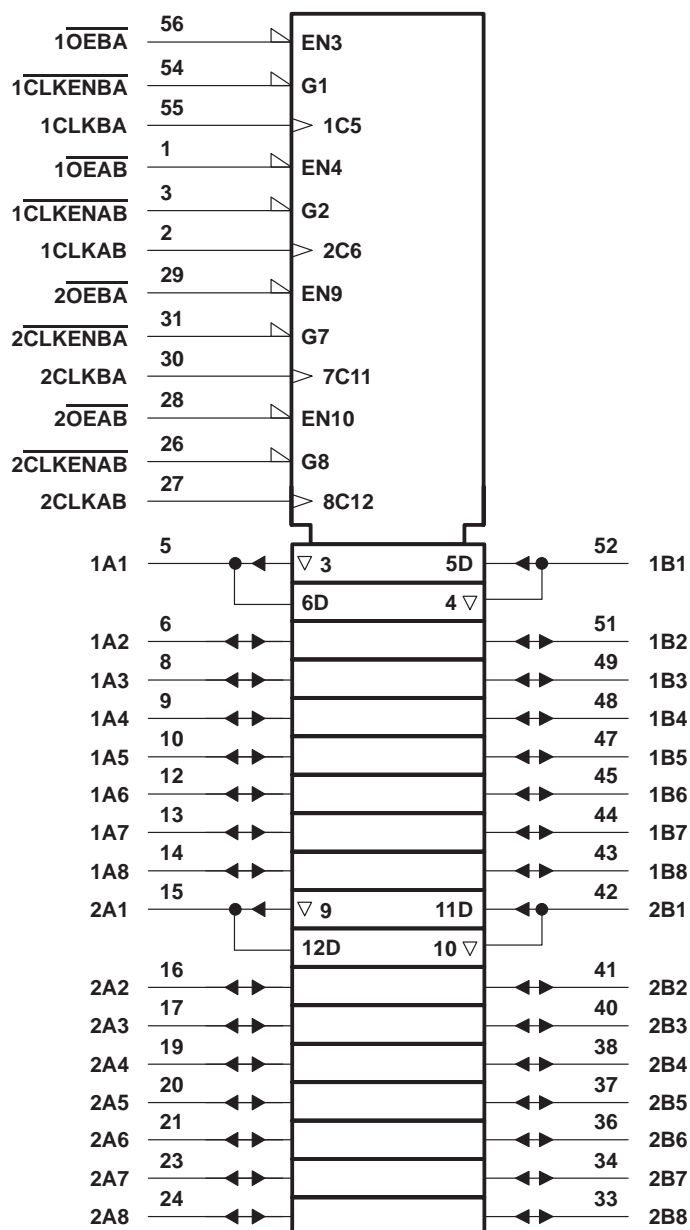 1OEBA 56 EN3
1CLKENBA 54 G1
1CLKBA 55 1C5
1OEAB 1 EN4
1CLKENAB 3 G2
1CLKAB 2 2C6
2OEBA 29 EN9
2CLKENBA 31 G7
2CLKBA 30 7C11
2OEAB 28 EN10
2CLKENAB 26 G8
2CLKAB 27 8C12
1A1 5 ▽ 3 5D 52 1B1
6D 4 ▽
1A2 6 51 1B2
1A3 8 49 1B3
1A4 9 48 1B4
1A5 10 47 1B5
1A6 12 45 1B6
1A7 13 44 1B7
1A8 14 43 1B8
2A1 15 ▽ 9 11D 42 2B1
12D 10 ▽
2A2 16 41 2B2
2A3 17 40 2B3
2A4 19 38 2B4
2A5 20 37 2B5
2A6 21 36 2B6
2A7 23 34 2B7
2A8 24 33 2B8